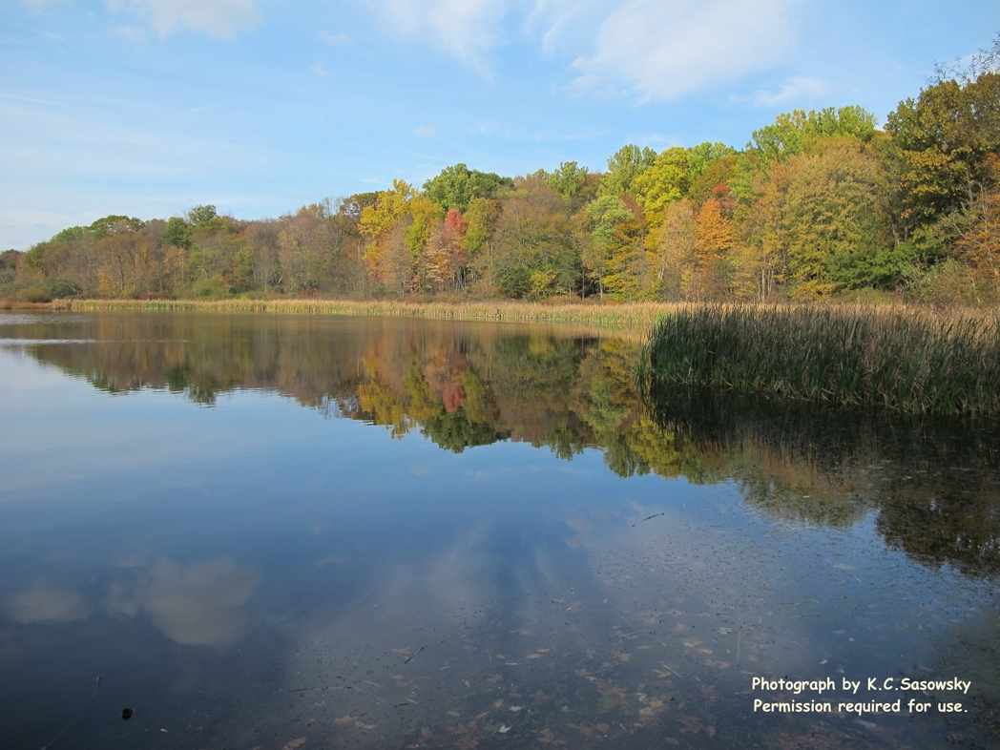 Photograph by K.C.Sasowsky
Permission required for use.